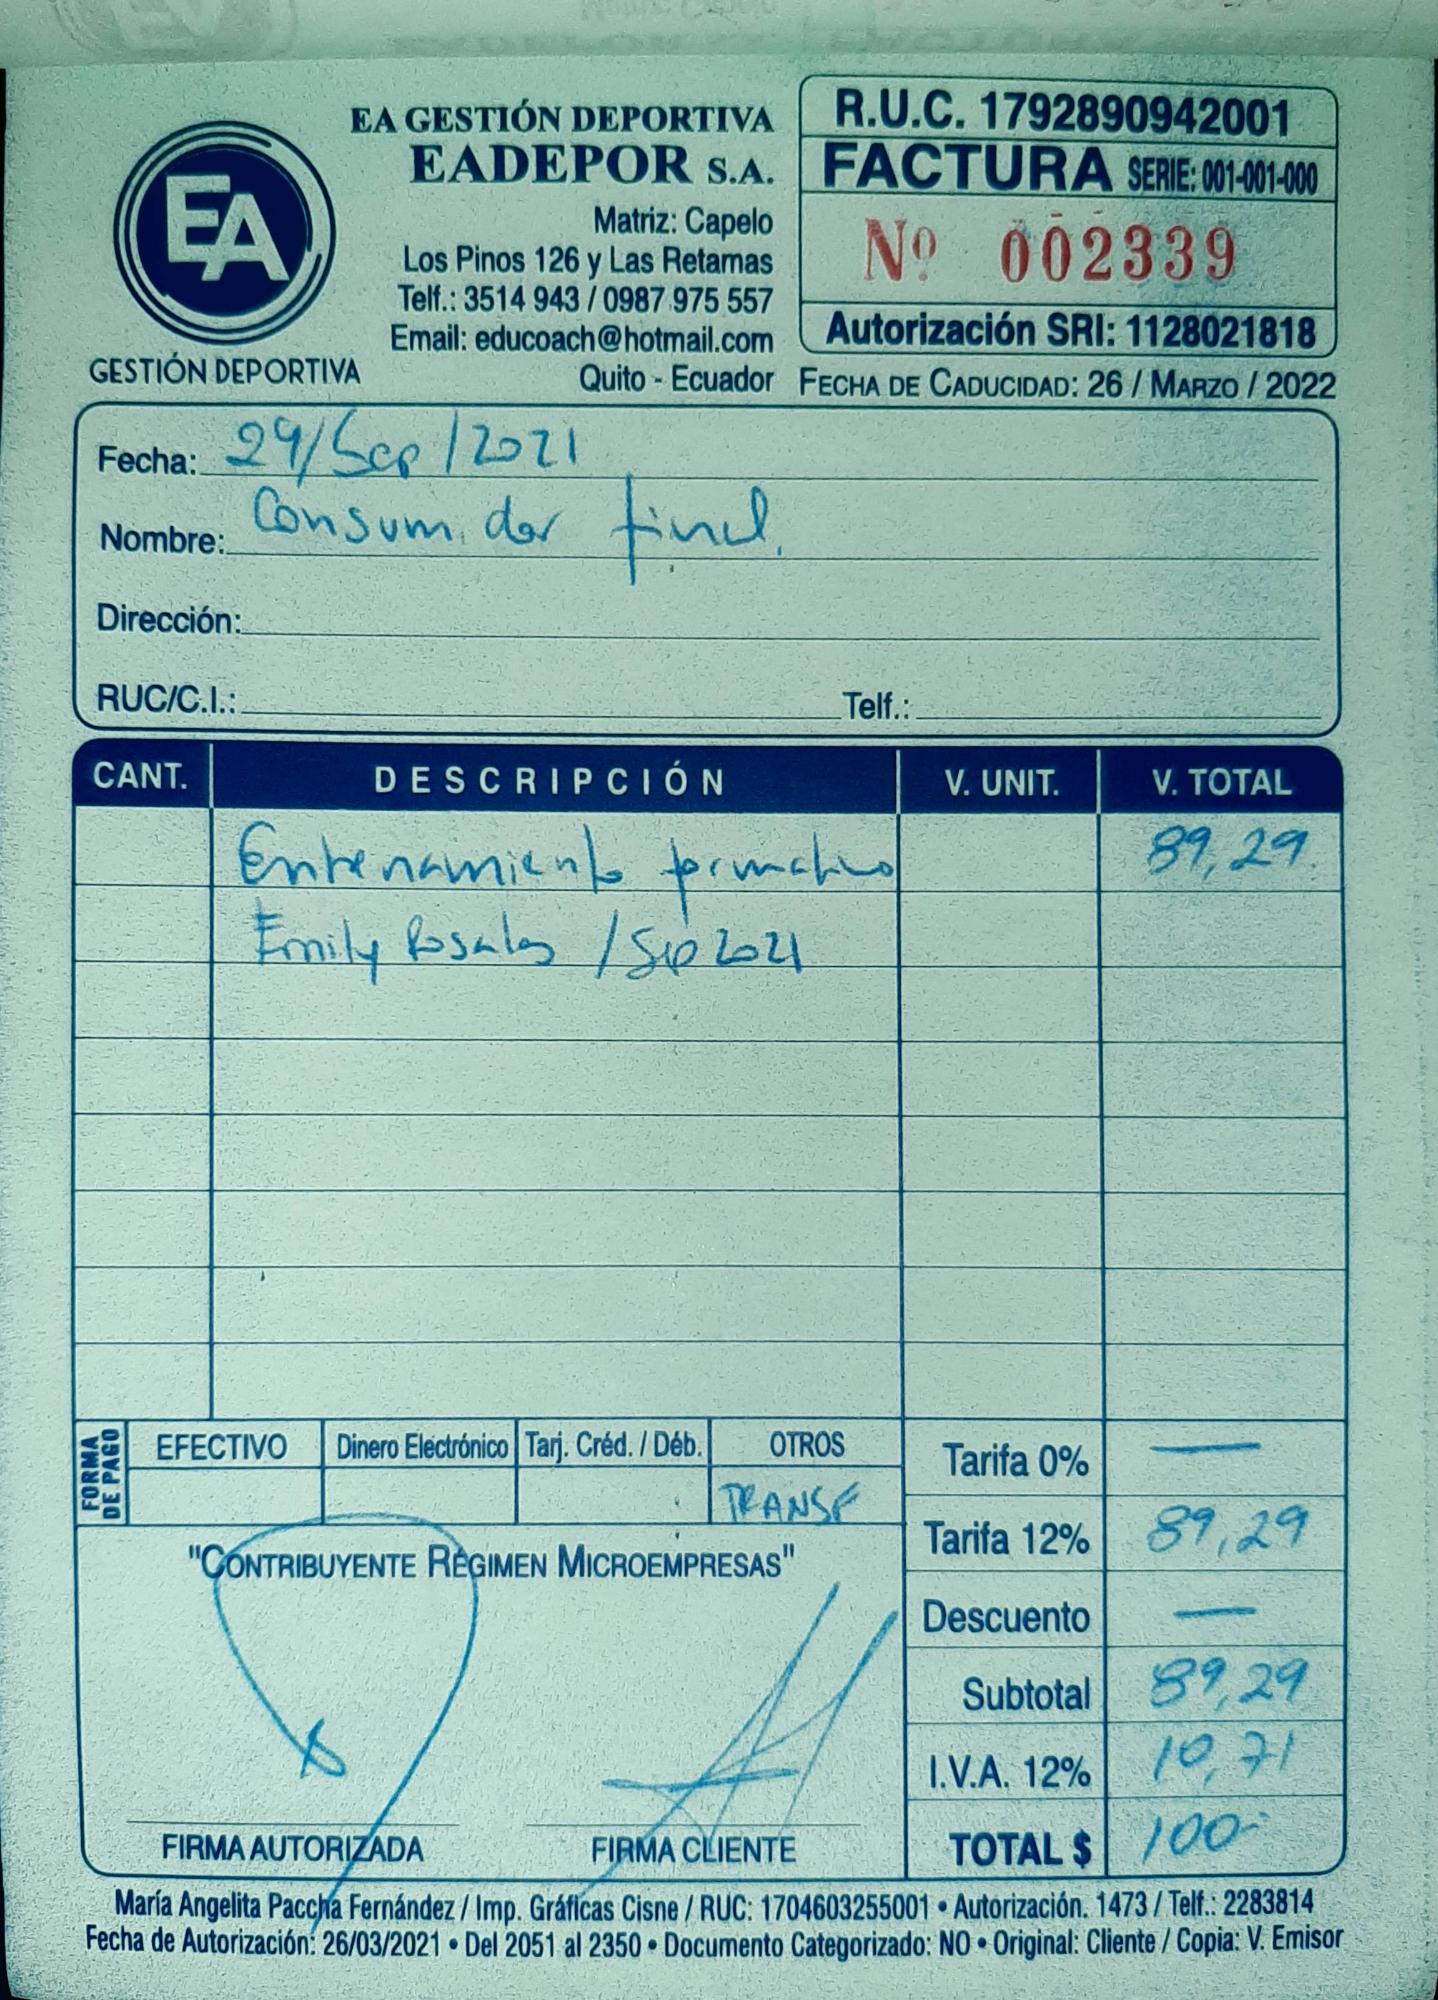 EA GESTIÓN DEPORTIVA
EADEPOR S.A.
Matriz: Capelo
Los Pinos 126 y Las Retamas
Telf.: 3514 943 / 0987 975 557
Email: educoach@hotmail.com
Quito - Ecuador
EA
GESTIÓN DEPORTIVA
R.U.C. 1792890942001
FACTURA SERIE: 001-001-000
Nº 002339
Autorización SRI: 1128021818
FECHA DE CADUCIDAD: 26 / MARZO / 2022
Fecha: 29/Sep/2021
Nombre: Consumidor final.
Dirección:
RUC/C.I.: Telf.:
CANT. DESCRIPCIÓN V. UNIT. V. TOTAL
Entrenamiento formativo 89,29
Emily Rosales / Sep 2021
FORMA DE PAGO
EFECTIVO Dinero Electrónico Tarj. Créd. / Déb. OTROS
TRANSF
Tarifa 0% —
Tarifa 12% 89,29
Descuento —
Subtotal 89,29
I.V.A. 12% 10,71
TOTAL $ 100-
"CONTRIBUYENTE RÉGIMEN MICROEMPRESAS"
FIRMA AUTORIZADA FIRMA CLIENTE
María Angelita Paccha Fernández / Imp. Gráficas Cisne / RUC: 1704603255001 • Autorización. 1473 / Telf.: 2283814
Fecha de Autorización: 26/03/2021 • Del 2051 al 2350 • Documento Categorizado: NO • Original: Cliente / Copia: V. Emisor